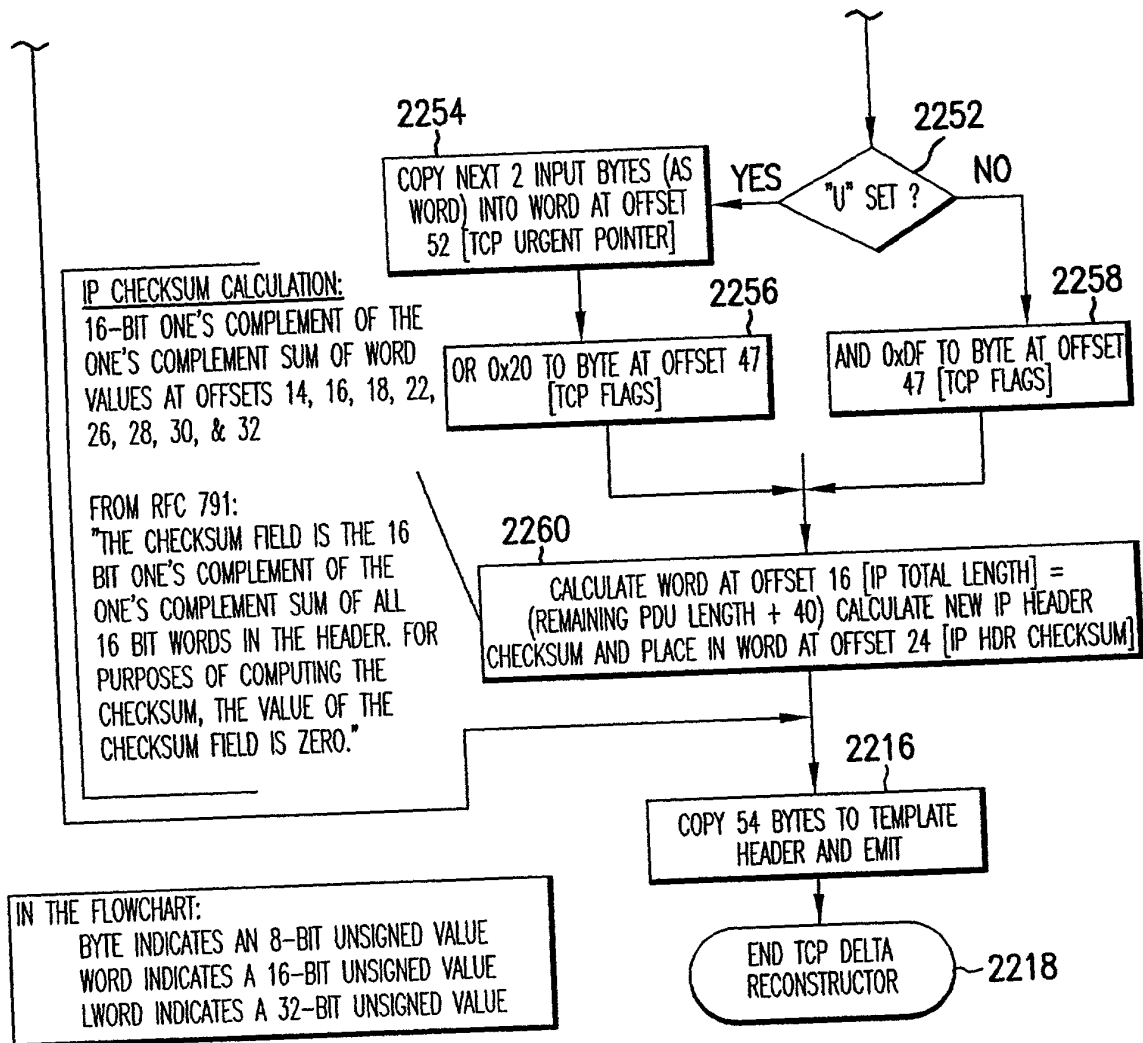 2254
COPY NEXT 2 INPUT BYTES (AS
WORD) INTO WORD AT OFFSET
52 [TCP URGENT POINTER]
YES
2252
"U" SET ?
NO
2256
OR 0x20 TO BYTE AT OFFSET 47
[TCP FLAGS]
2258
AND 0xDF TO BYTE AT OFFSET
47 [TCP FLAGS]
IP CHECKSUM CALCULATION:
16-BIT ONE'S COMPLEMENT OF THE
ONE'S COMPLEMENT SUM OF WORD
VALUES AT OFFSETS 14, 16, 18, 22,
26, 28, 30, & 32
FROM RFC 791:
"THE CHECKSUM FIELD IS THE 16
BIT ONE'S COMPLEMENT OF THE
ONE'S COMPLEMENT SUM OF ALL
16 BIT WORDS IN THE HEADER. FOR
PURPOSES OF COMPUTING THE
CHECKSUM, THE VALUE OF THE
CHECKSUM FIELD IS ZERO."
2260
CALCULATE WORD AT OFFSET 16 [IP TOTAL LENGTH] =
(REMAINING PDU LENGTH + 40) CALCULATE NEW IP HEADER
CHECKSUM AND PLACE IN WORD AT OFFSET 24 [IP HDR CHECKSUM]
2216
COPY 54 BYTES TO TEMPLATE
HEADER AND EMIT
END TCP DELTA
RECONSTRUCTOR
2218
IN THE FLOWCHART:
BYTE INDICATES AN 8-BIT UNSIGNED VALUE
WORD INDICATES A 16-BIT UNSIGNED VALUE
LWORD INDICATES A 32-BIT UNSIGNED VALUE